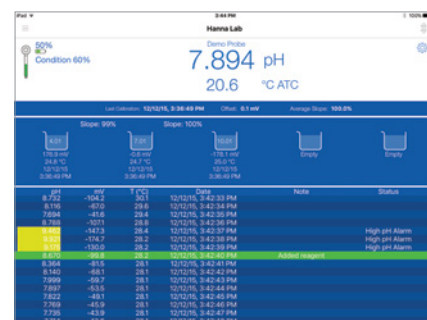 iPad 3:44 PM 100%
Hanna Lab
Demo Probe
50%
Condition 60%
7.894 pH
20.6 °C ATC
Last Calibration: 12/12/15, 3:36:49 PM Offset: 0.1 mV Average Slope: 100.0%
Slope: 99% Slope: 100%
4.01 7.01 10.01
176.3 mV -0.6 mV -178.1 mV Empty Empty
24.8 °C 24.7 °C 25.0 °C
12/12/15 12/12/15 12/12/15
3:36:49 PM 3:36:49 PM 3:36:49 PM
pH mV T (°C) Date Note Status
8.732 -104.2 30.1 12/12/15, 3:42:33 PM
8.116 -67.0 29.6 12/12/15, 3:42:34 PM
7.694 -41.6 29.4 12/12/15, 3:42:35 PM
8.788 -107.1 28.8 12/12/15, 3:42:36 PM
-147.3 28.4 12/12/15, 3:42:37 PM High pH Alarm
-174.7 28.2 12/12/15, 3:42:38 PM High pH Alarm
-130.0 28.2 12/12/15, 3:42:39 PM High pH Alarm
8.670 -99.8 28.2 12/12/15, 3:42:40 PM Added reagent
8.364 -81.5 28.1 12/12/15, 3:42:41 PM
8.140 -68.1 28.1 12/12/15, 3:42:42 PM
7.999 -59.7 28.1 12/12/15, 3:42:43 PM
7.897 -53.5 28.1 12/12/15, 3:42:44 PM
7.822 -49.1 28.1 12/12/15, 3:42:45 PM
7.769 -45.9 28.1 12/12/15, 3:42:46 PM
7.735 -43.9 28.1 12/12/15, 3:42:47 PM